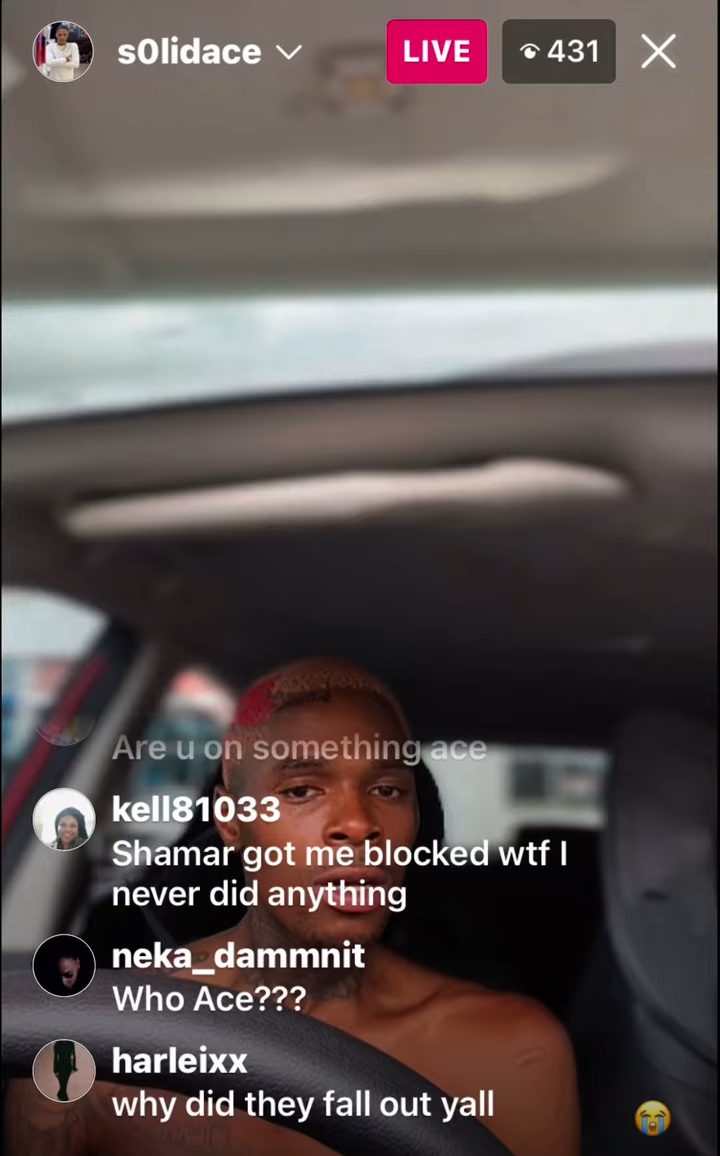 s0lidace
LIVE
431
Are u on something ace
kell81033
Shamar got me blocked wtf I
never did anything
neka_dammnit
Who Ace???
harleixx
why did they fall out yall